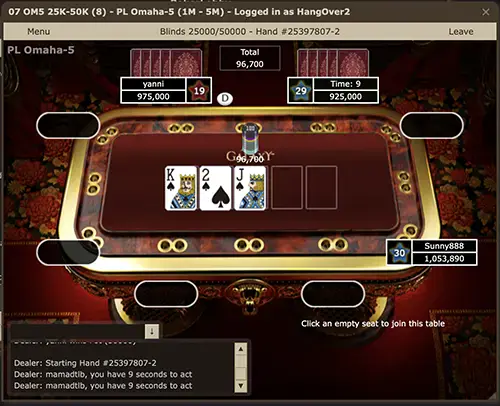 07 OM5 25K-50K (8) - PL Omaha-5 (1M - 5M) - Logged in as HangOver2
Menu
Blinds 25000/50000 - Hand #25397807-2
Leave
PL Omaha-5
Total
96,700
yanni
975,000
19
D
29
Time: 9
925,000
96,700
K
2
J
30
Sunny888
1,053,890
Click an empty seat to join this table
Dealer: Starting Hand #25397807-2
Dealer: mamadtlb, you have 9 seconds to act
Dealer: mamadtlb, you have 9 seconds to act